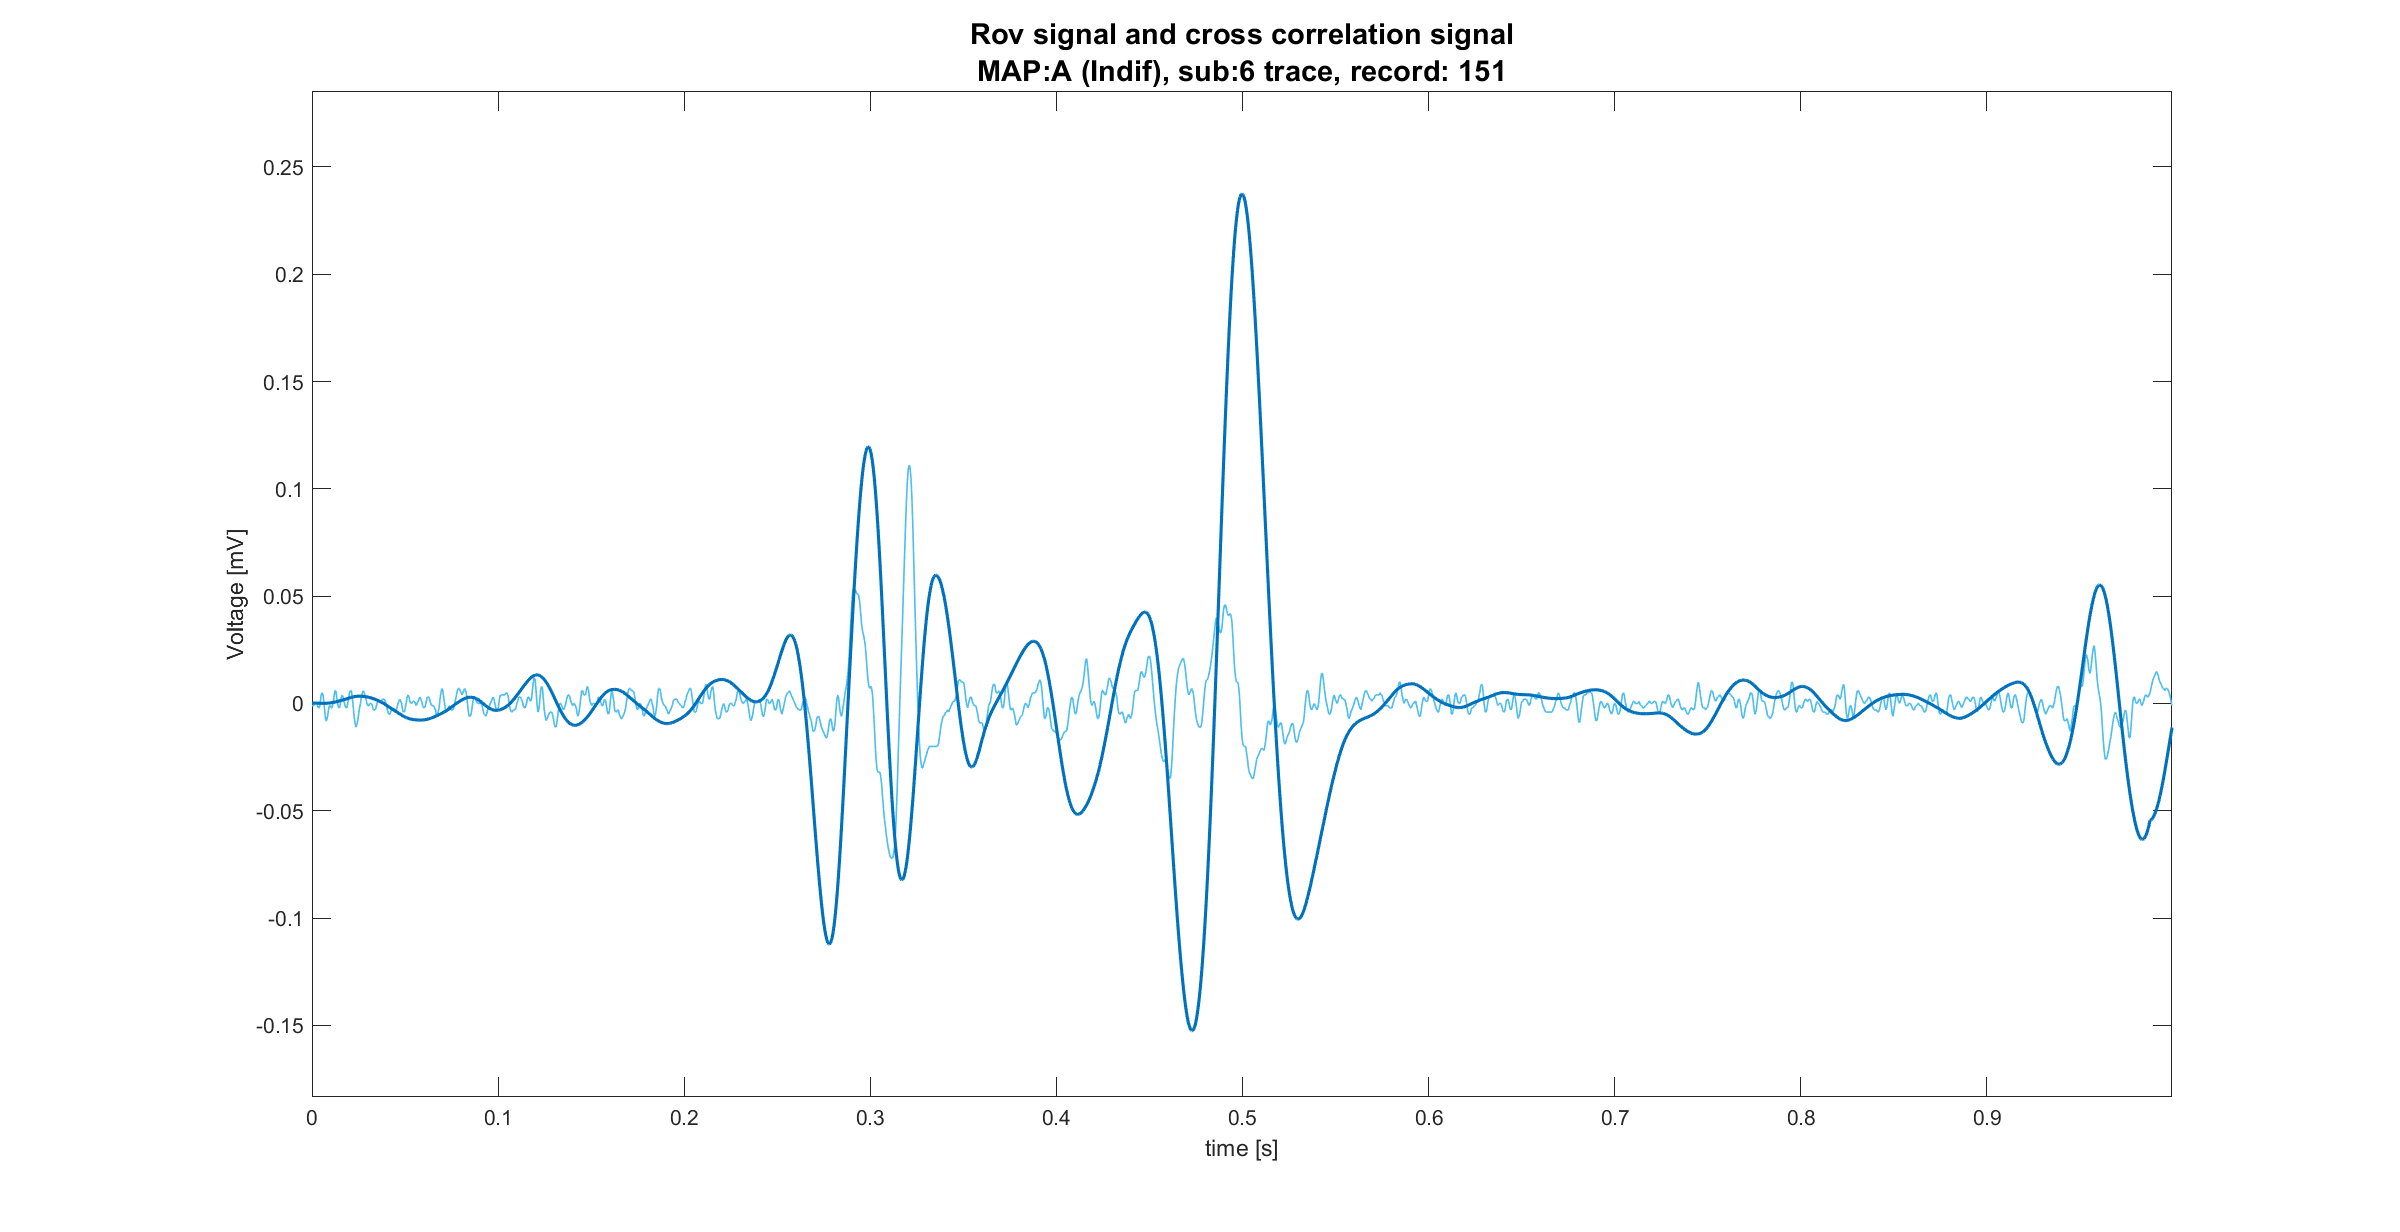 Rov signal and cross correlation signal
MAP:A (Indif), sub:6 trace, record: 151
0.25
0.2
0.15
0.1
0.05
0
-0.05
-0.1
-0.15
Voltage [mV]
0 0.1 0.2 0.3 0.4 0.5 0.6 0.7 0.8 0.9
time [s]